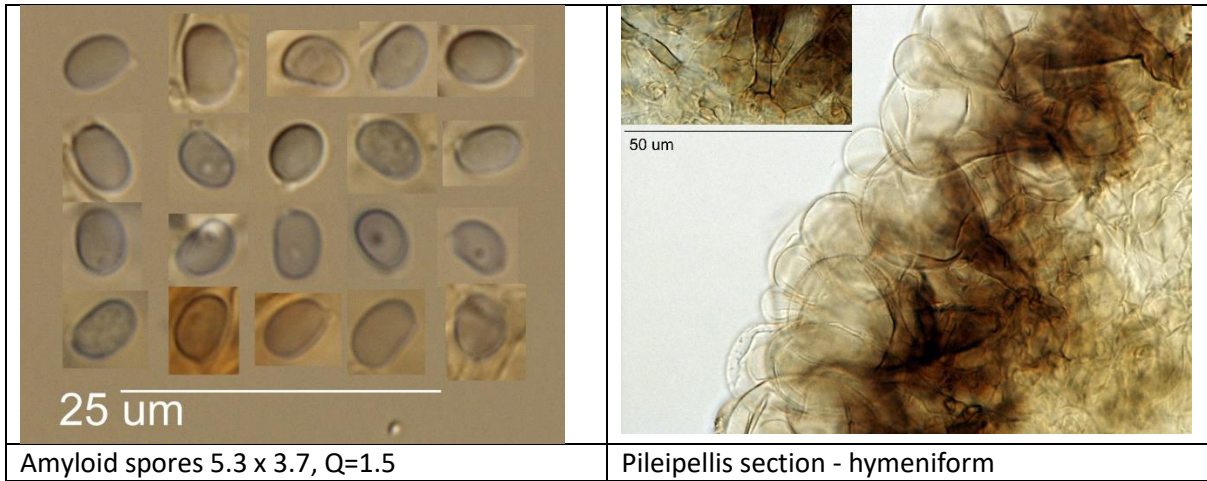 50 um
25 um
Amyloid spores 5.3 x 3.7, Q=1.5
Pileipellis section - hymeniform